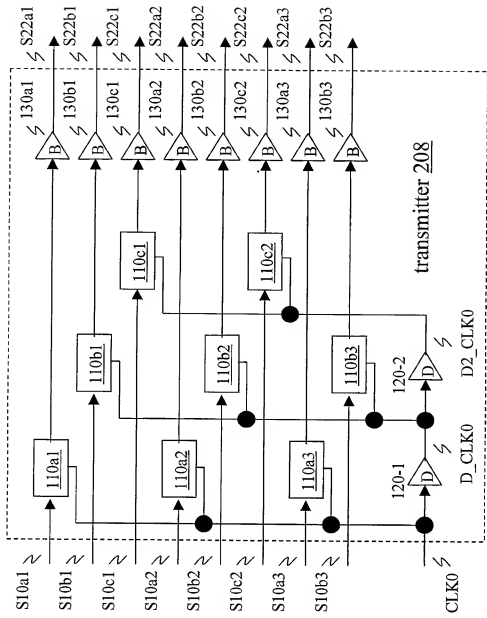 S22a1
S22b1
S22c1
S22a2
S22b2
S22c2
S22a3
S22b3
130a1
130b1
130c1
130a2
130b2
130c2
130a3
130b3
B
B
B
B
B
B
B
B
transmitter 208
110c1
110c2
110b1
110b2
110b3
110a1
110a2
110a3
120-2
D
D2_CLK0
120-1
D
D_CLK0
S10a1
S10b1
S10c1
S10a2
S10b2
S10c2
S10a3
S10b3
CLK0